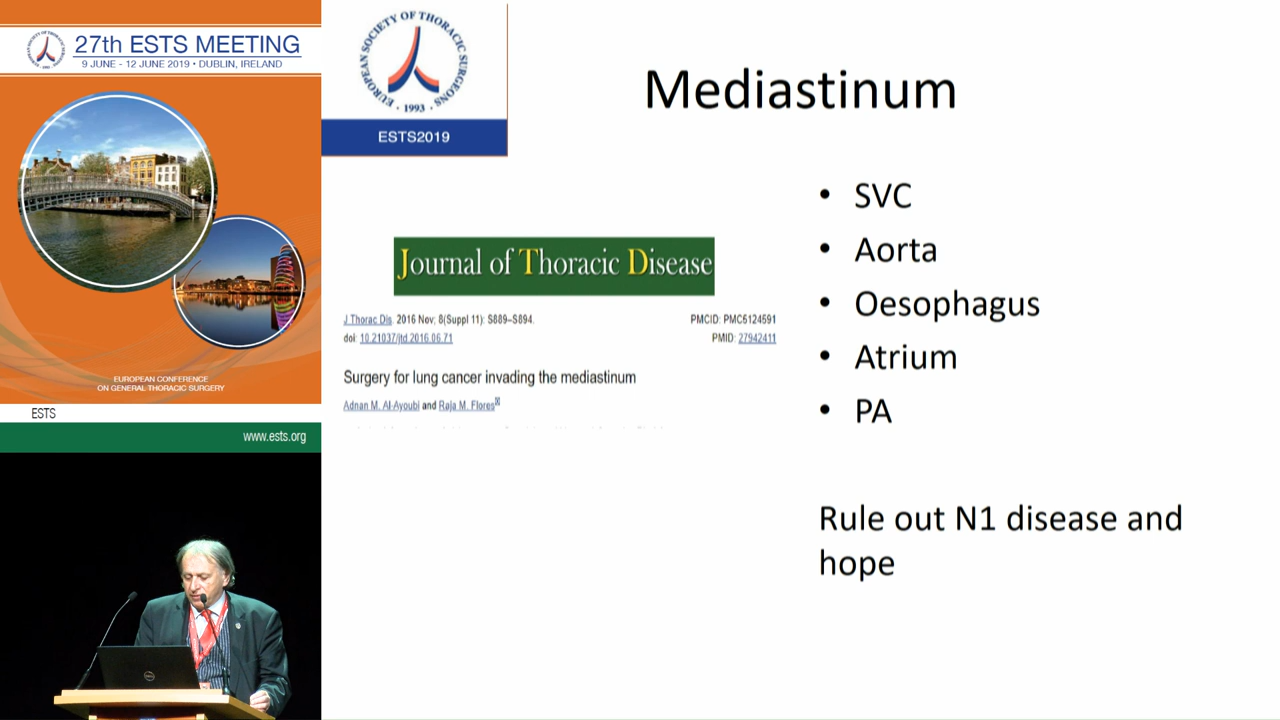 27th ESTS MEETING
9 JUNE - 12 JUNE 2019 • DUBLIN, IRELAND
EUROPEAN CONFERENCE
ON GENERAL THORACIC SURGERY
ESTS
www.ests.org
EUROPEAN SOCIETY OF THORACIC SURGEONS
· 1993 ·
ESTS2019
Mediastinum
Journal of Thoracic Disease
J Thorac Dis. 2016 Nov; 8(Suppl 11): S889–S894.
PMCID: PMC5124591
doi: 10.21037/jtd.2016.06.71
PMID: 27942411
Surgery for lung cancer invading the mediastinum
Adnan M. Al-Ayoubi and Raja M. Flores
• SVC
• Aorta
• Oesophagus
• Atrium
• PA
Rule out N1 disease and
hope